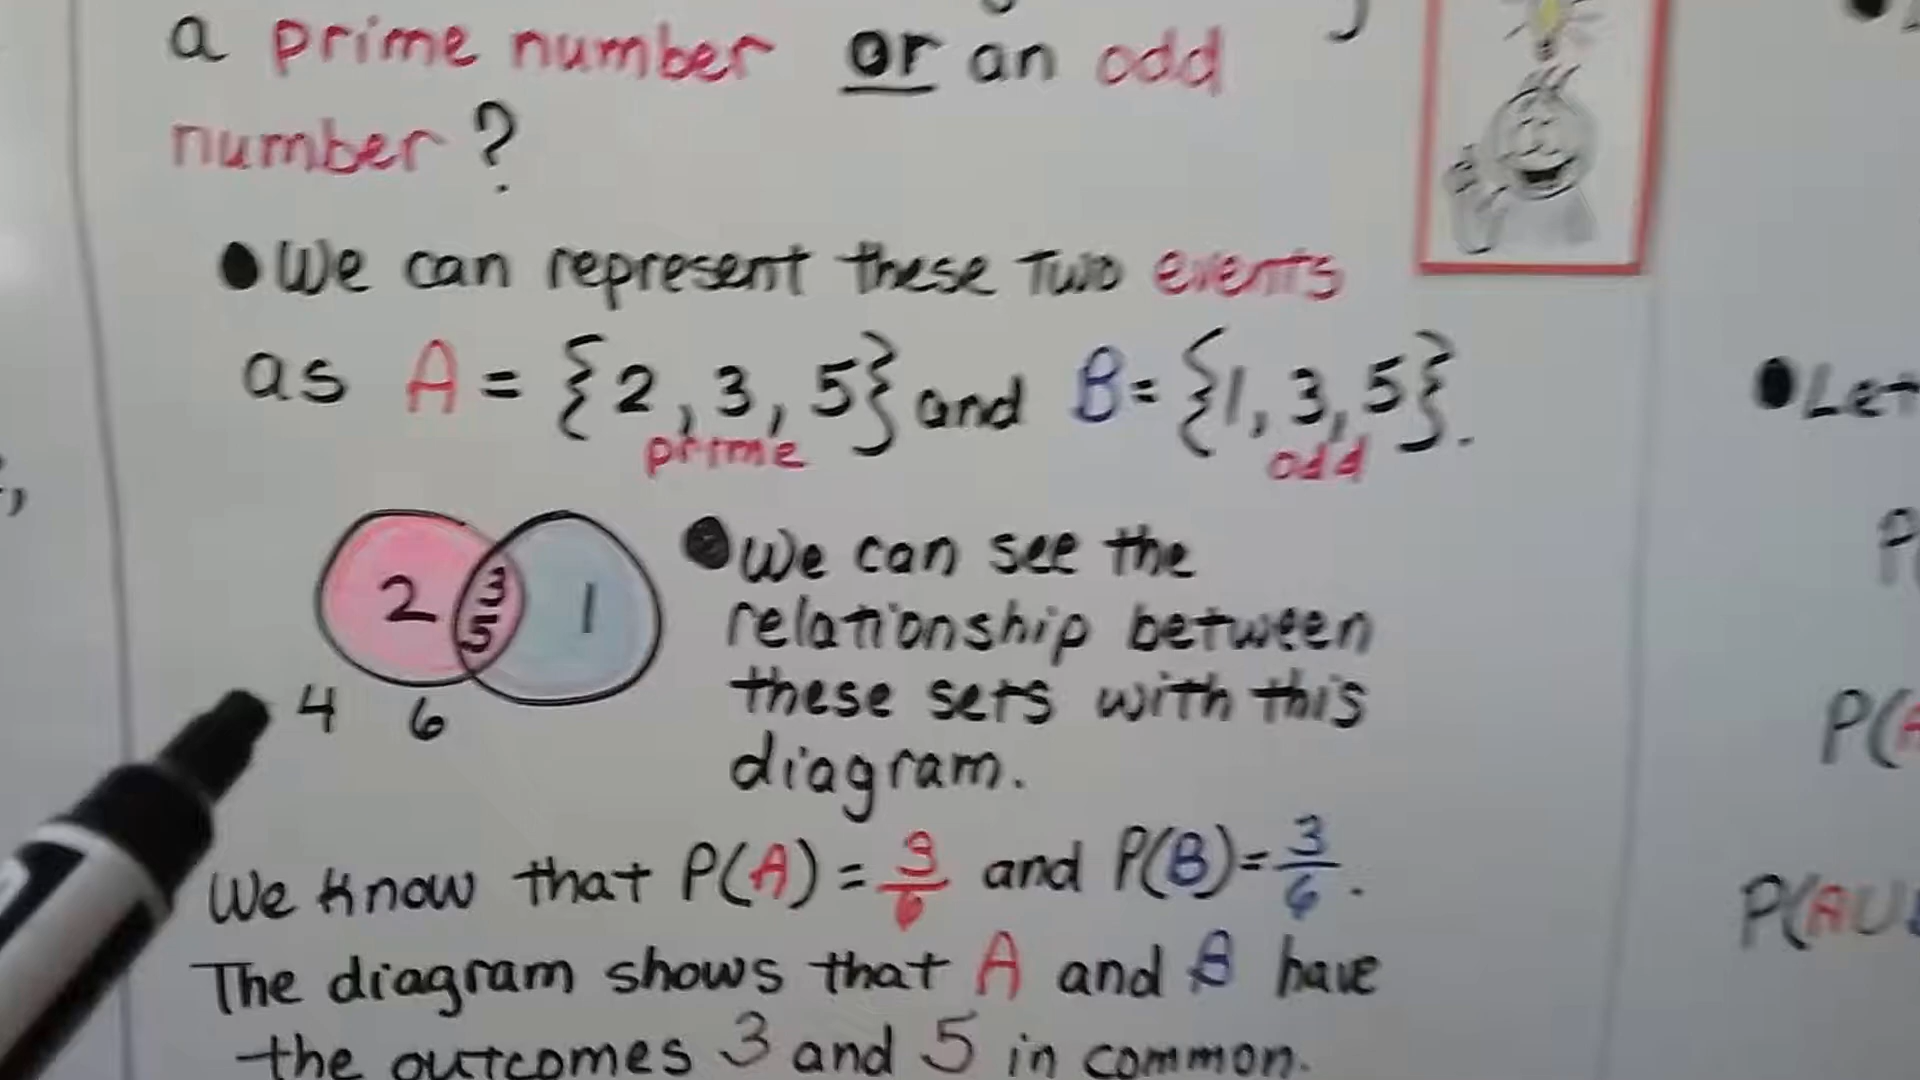 a prime number or an odd
number?
• We can represent these two events
as A = {2, 3, 5} and B = {1, 3, 5}.
prime odd
2 3 5 1
4 6
• We can see the
relationship between
these sets with this
diagram.
We know that P(A) = 3/6 and P(B) = 3/6.
The diagram shows that A and B have
the outcomes 3 and 5 in common.
• Let
P(
P(A
P(AU